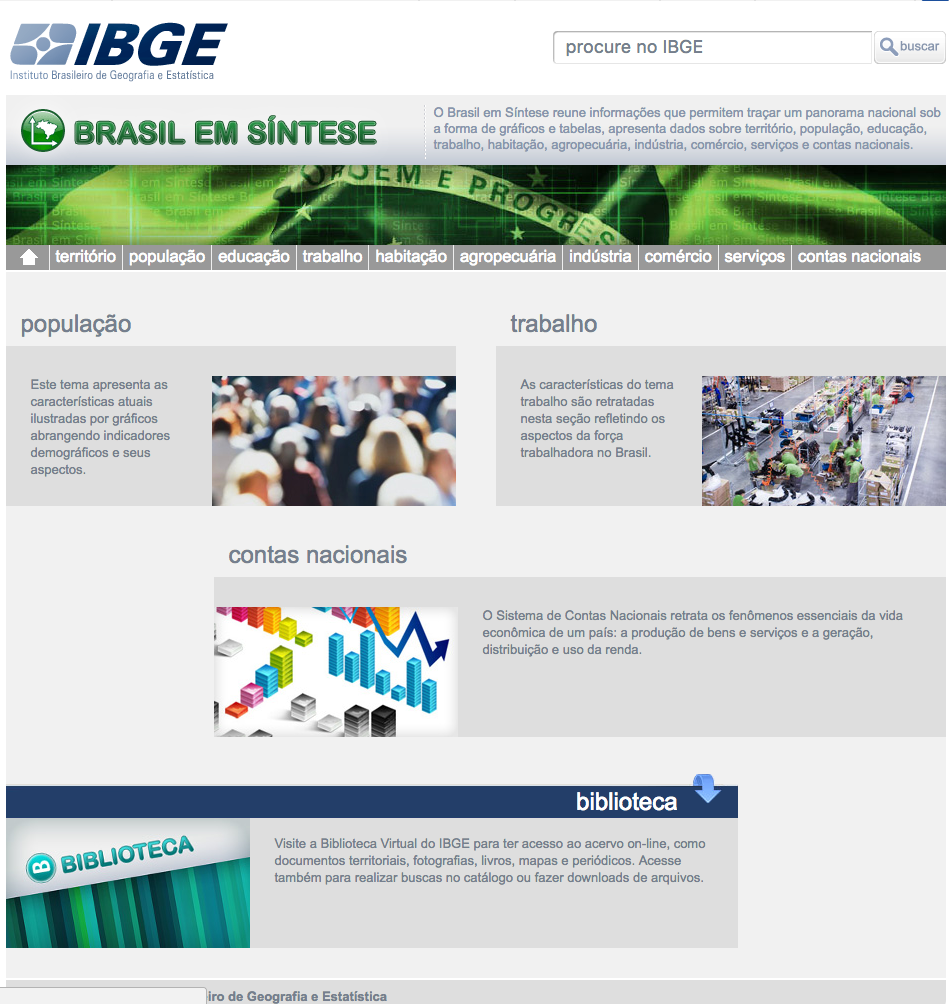 IBGE
Instituto Brasileiro de Geografia e Estatística
procure no IBGE
buscar
BRASIL EM SÍNTESE
O Brasil em Síntese reune informações que permitem traçar um panorama nacional sob
a forma de gráficos e tabelas, apresenta dados sobre território, população, educação,
trabalho, habitação, agropecuária, indústria, comércio, serviços e contas nacionais.
ORDEM E PROGRES
território população educação trabalho habitação agropecuária indústria comércio serviços contas nacionais
população
Este tema apresenta as
características atuais
ilustradas por gráficos
abrangendo indicadores
demográficos e seus
aspectos.
trabalho
As características do tema
trabalho são retratadas
nesta seção refletindo os
aspectos da força
trabalhadora no Brasil.
contas nacionais
O Sistema de Contas Nacionais retrata os fenômenos essenciais da vida
econômica de um país: a produção de bens e serviços e a geração,
distribuição e uso da renda.
biblioteca
B BIBLIOTECA
Visite a Biblioteca Virtual do IBGE para ter acesso ao acervo on-line, como
documentos territoriais, fotografias, livros, mapas e periódicos. Acesse
também para realizar buscas no catálogo ou fazer downloads de arquivos.
iro de Geografia e Estatística